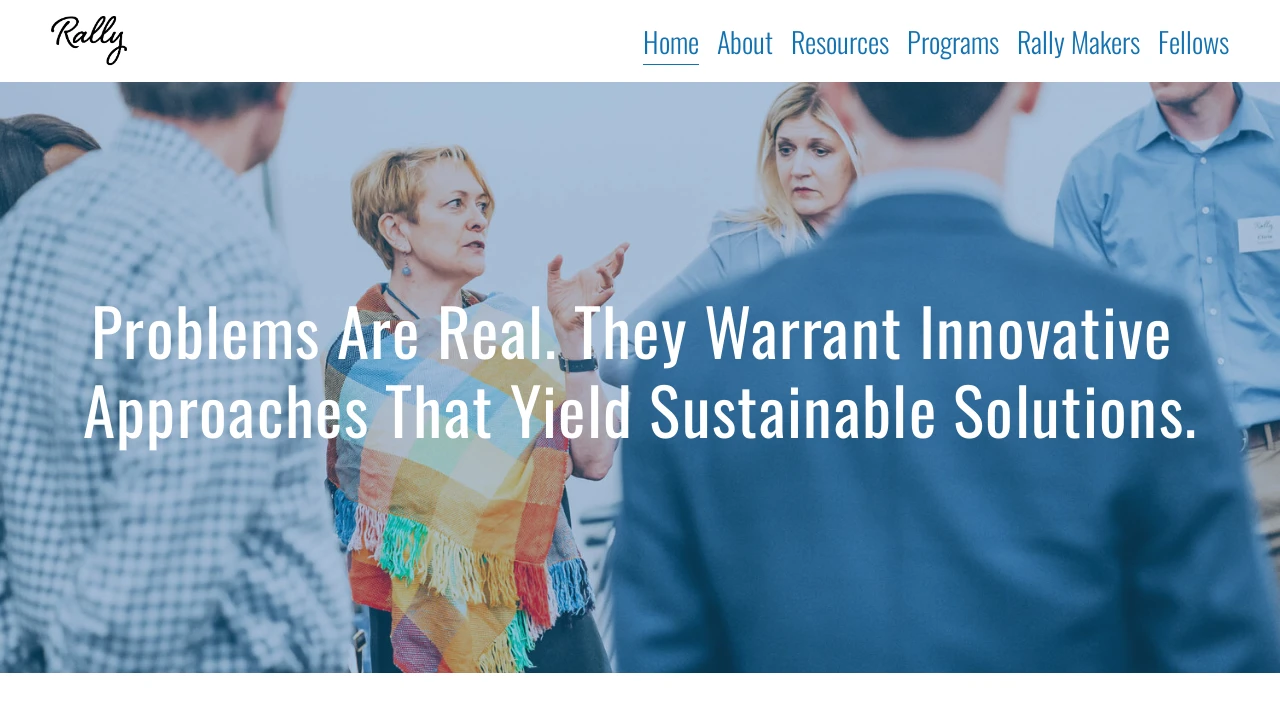 Rally
Home About Resources Programs Rally Makers Fellows
Problems Are Real. They Warrant Innovative
Approaches That Yield Sustainable Solutions.
Rally